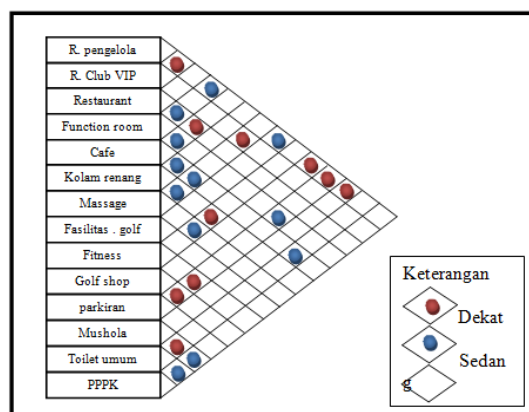 R. pengelola
R. Club VIP
Restaurant
Function room
Cafe
Kolam renang
Massage
Fasilitas . golf
Fitness
Golf shop
parkiran
Mushola
Toilet umum
PPPK
Keterangan
Dekat
Sedan
g